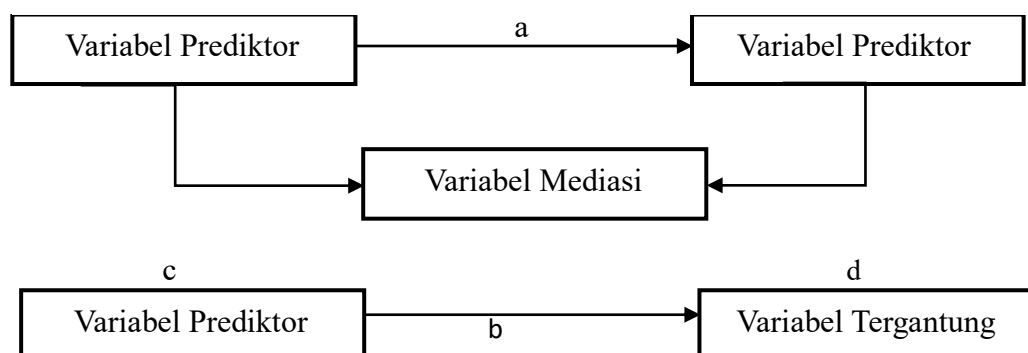 Variabel Prediktor
a
Variabel Prediktor
Variabel Mediasi
c
d
Variabel Prediktor
b
Variabel Tergantung